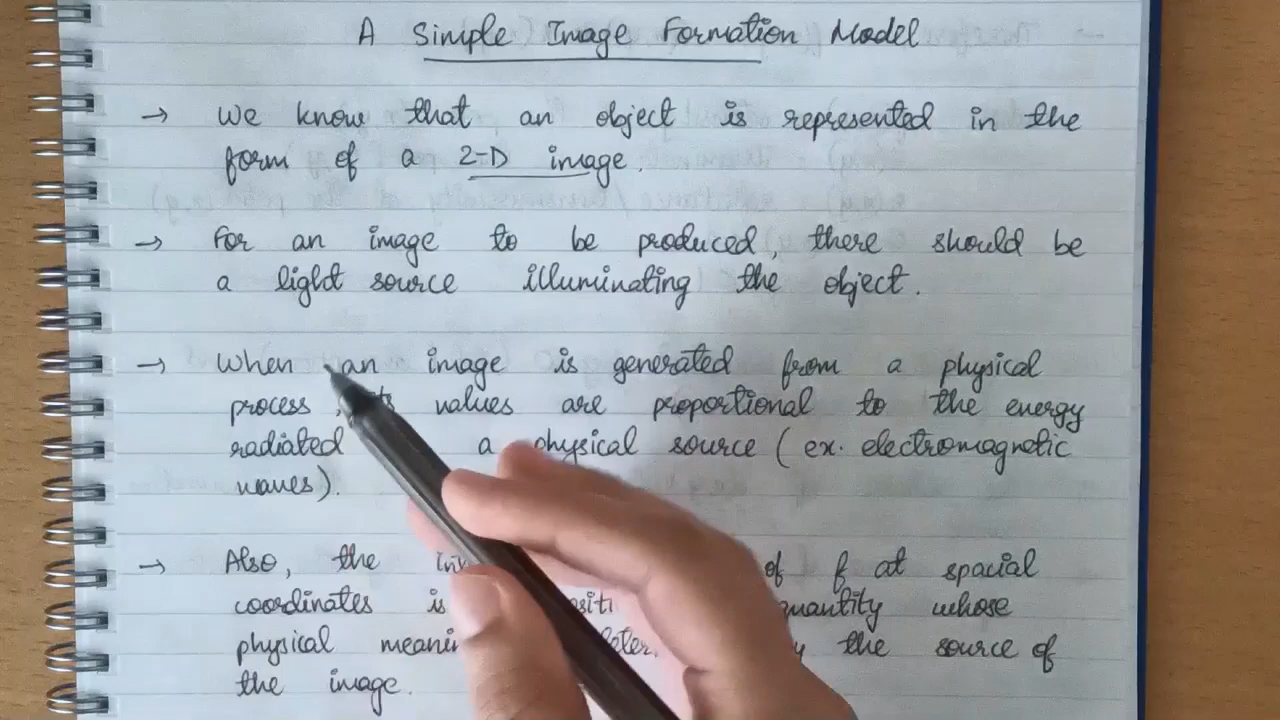 A Simple Image Formation Model
→ We know that an object is represented in the
form of a 2-D image.
→ For an image to be produced, there should be
a light source illuminating the object.
→ When an image is generated from a physical
process, its values are proportional to the energy
radiated a physical source (ex. electromagnetic
waves).
→ Also, the of f at spacial
coordinates is quantity whose
physical the source of
the image.